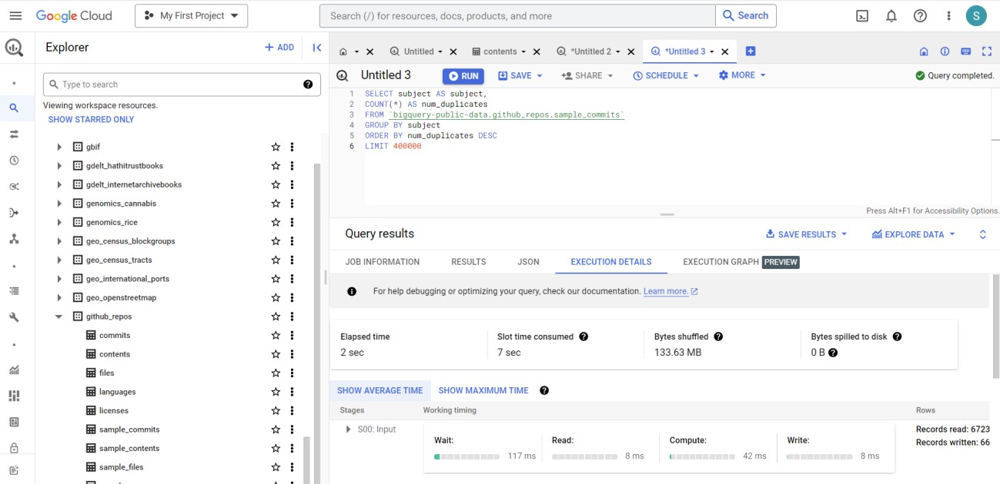 Google Cloud
My First Project
Search (/) for resources, docs, products, and more
Search
S
Explorer
+ ADD
Untitled
contents
*Untitled 2
*Untitled 3
Type to search
Viewing workspace resources.
SHOW STARRED ONLY
gbif
gdelt_hathitrustbooks
gdelt_internetarchivebooks
genomics_cannabis
genomics_rice
geo_census_blockgroups
geo_census_tracts
geo_international_ports
geo_openstreetmap
github_repos
commits
contents
files
languages
licenses
sample_commits
sample_contents
sample_files
Untitled 3
RUN
SAVE
SHARE
SCHEDULE
MORE
Query completed.
1 SELECT subject AS subject,
2 COUNT(*) AS num_duplicates
3 FROM `bigquery-public-data.github_repos.sample_commits`
4 GROUP BY subject
5 ORDER BY num_duplicates DESC
6 LIMIT 400000
Press Alt+F1 for Accessibility Options.
Query results
SAVE RESULTS
EXPLORE DATA
JOB INFORMATION
RESULTS
JSON
EXECUTION DETAILS
EXECUTION GRAPH PREVIEW
For help debugging or optimizing your query, check our documentation. Learn more.
Elapsed time
2 sec
Slot time consumed
7 sec
Bytes shuffled
133.63 MB
Bytes spilled to disk
0 B
SHOW AVERAGE TIME
SHOW MAXIMUM TIME
Stages
Working timing
Rows
S00: Input
Wait:
117 ms
Read:
8 ms
Compute:
42 ms
Write:
8 ms
Records read: 6723
Records written: 66